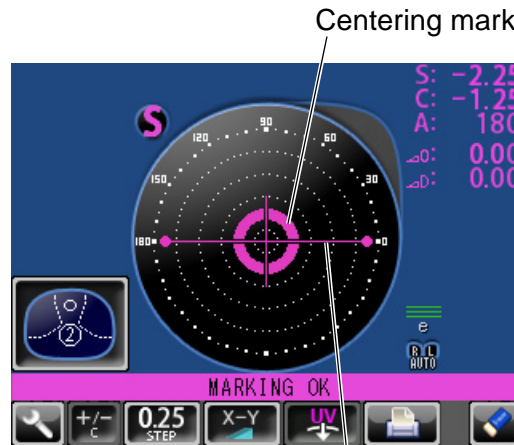 Centering mark
S: -2.25
C: -1.25
A: 180
⊿O: 0.00
⊿D: 0.00
S
90
120
60
150
30
180
0
2
e
R L
AUTO
MARKING OK
+/-
C
0.25
STEP
X-Y
UV